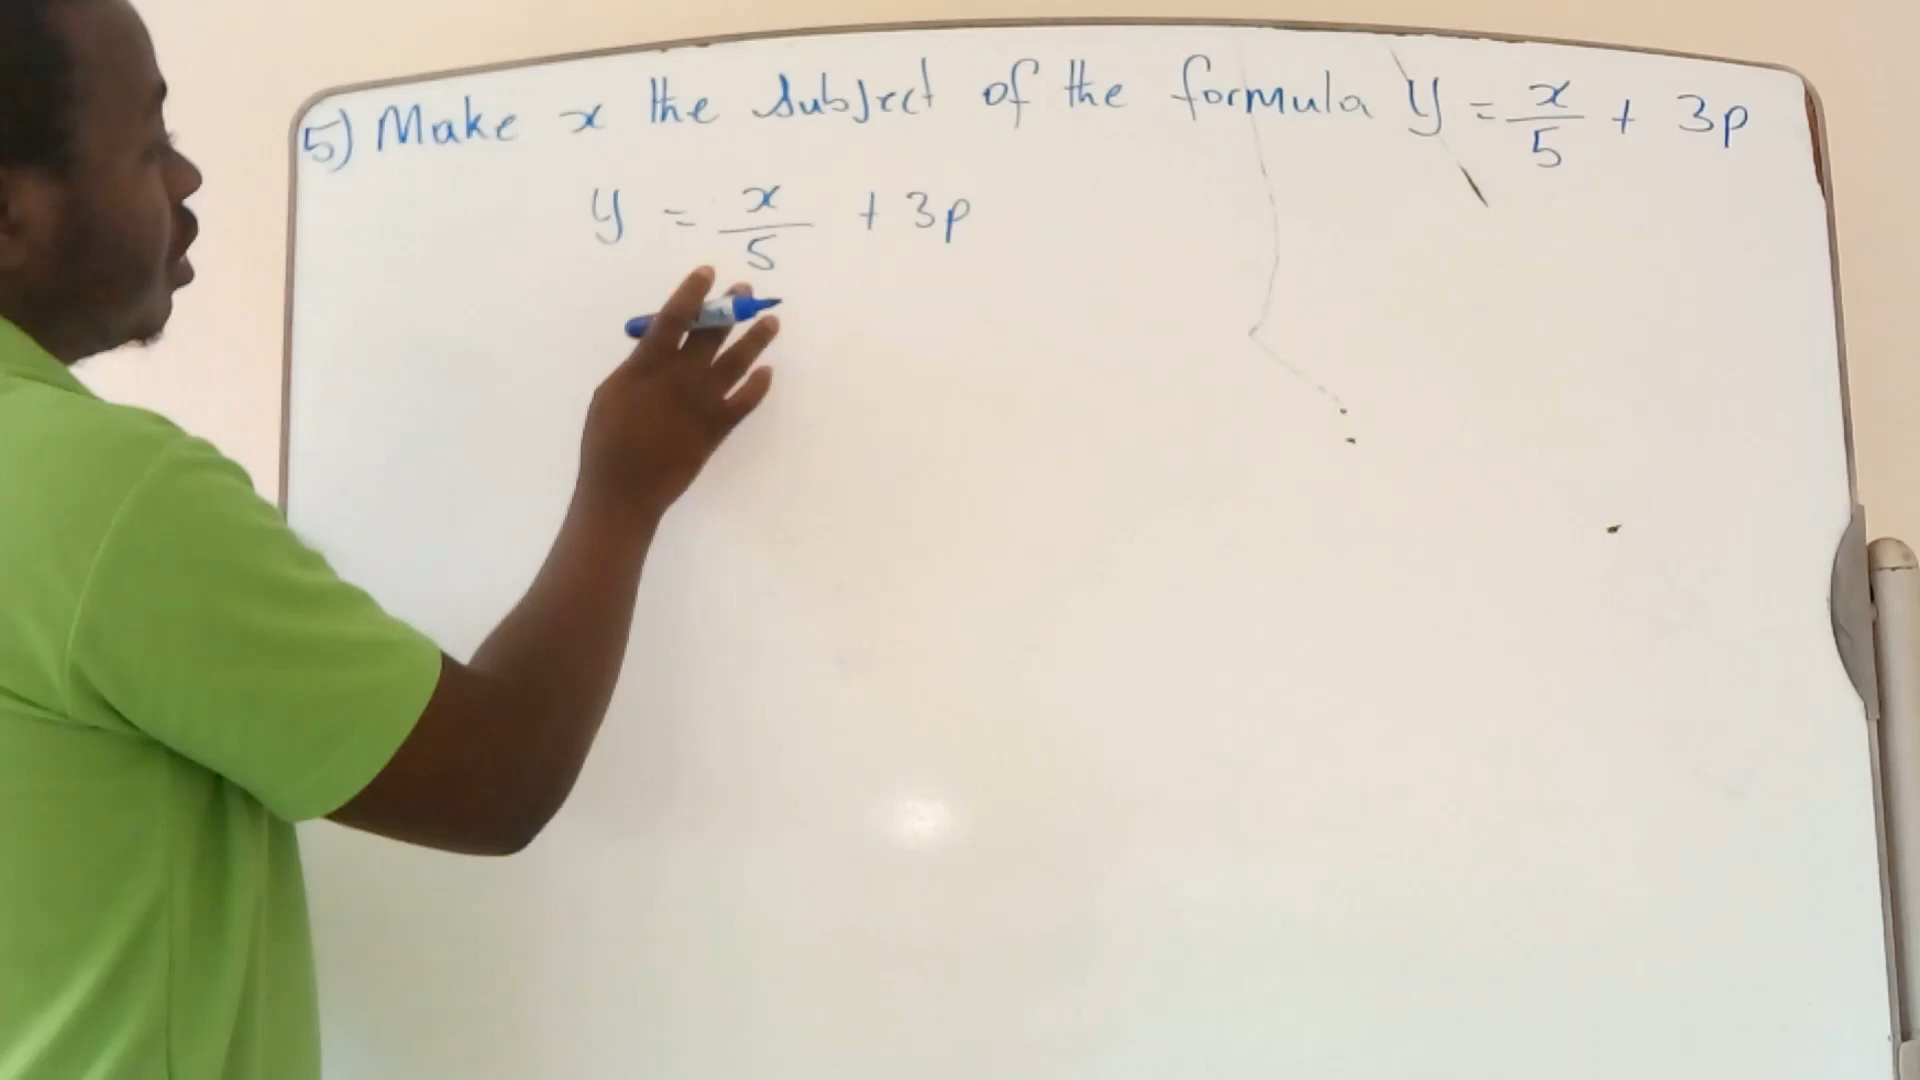 5) Make x the subject of the formula y = x/5 + 3p
y = x/5 + 3p